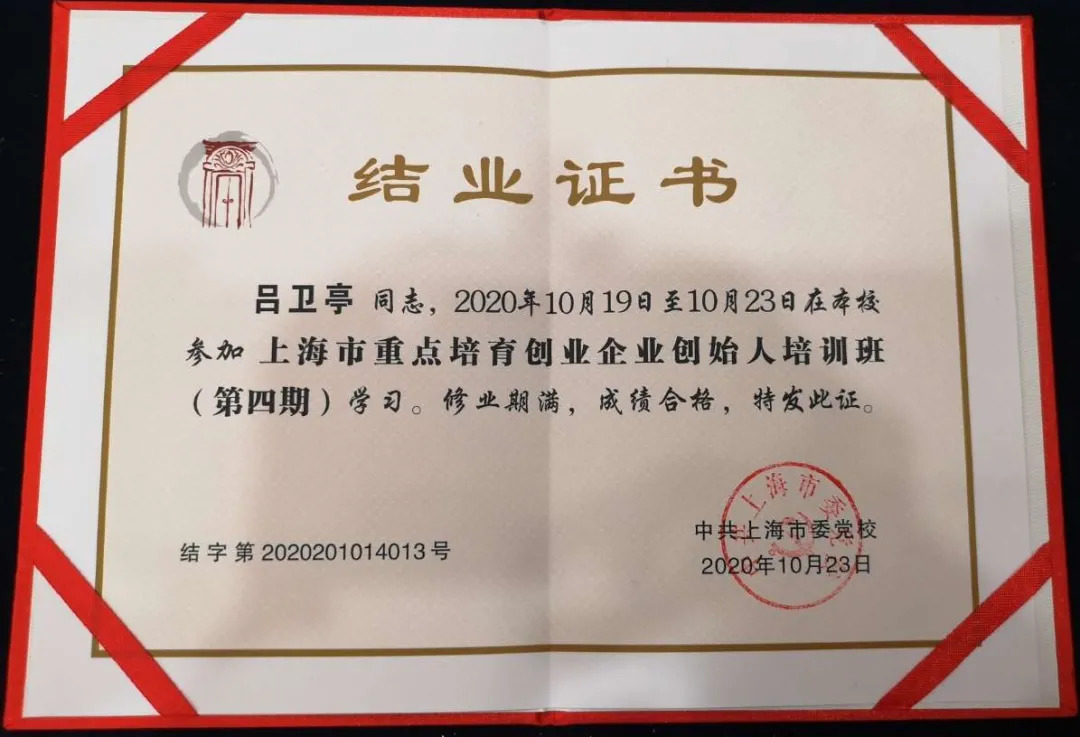 结业证书
吕卫亭 同志，2020年10月19日至10月23日在本校
参加 上海市重点培育创业企业创始人培训班
（第四期）学习。修业期满，成绩合格，特发此证。
结字第 2020201014013 号
中共上海市委党校
2020年10月23日